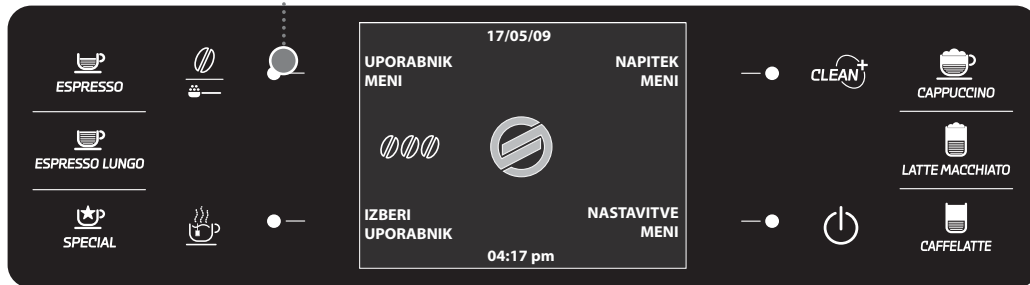 17/05/09
ESPRESSO
ESPRESSO LUNGO
SPECIAL
UPORABNIK
MENI
NAPITEK
MENI
IZBERI
UPORABNIK
NASTAVITVE
MENI
04:17 pm
CLEAN+
CAPPUCCINO
LATTE MACCHIATO
CAFFELATTE